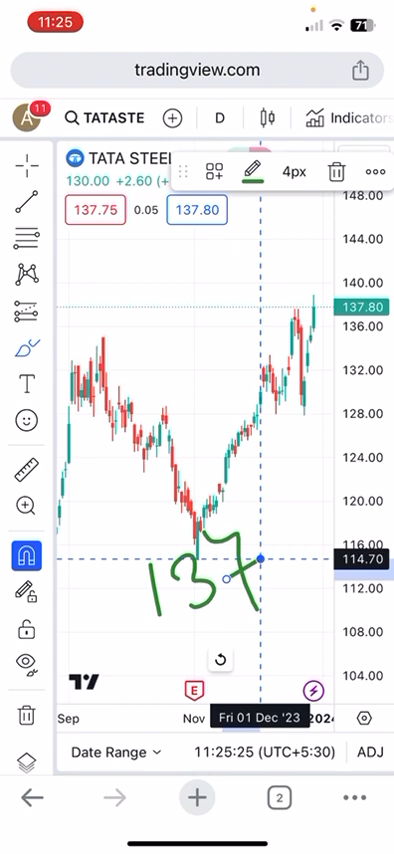 11:25
71
tradingview.com
A 11 TATASTE D Indicator
TATA STEEL
4px
130.00 +2.60 (+
137.75 0.05 137.80
148.00
144.00
140.00
137.80
136.00
132.00
128.00
124.00
120.00
116.00
114.70
112.00
108.00
104.00
137
E
Sep Nov Fri 01 Dec '23 2024
Date Range 11:25:25 (UTC+5:30) ADJ
2